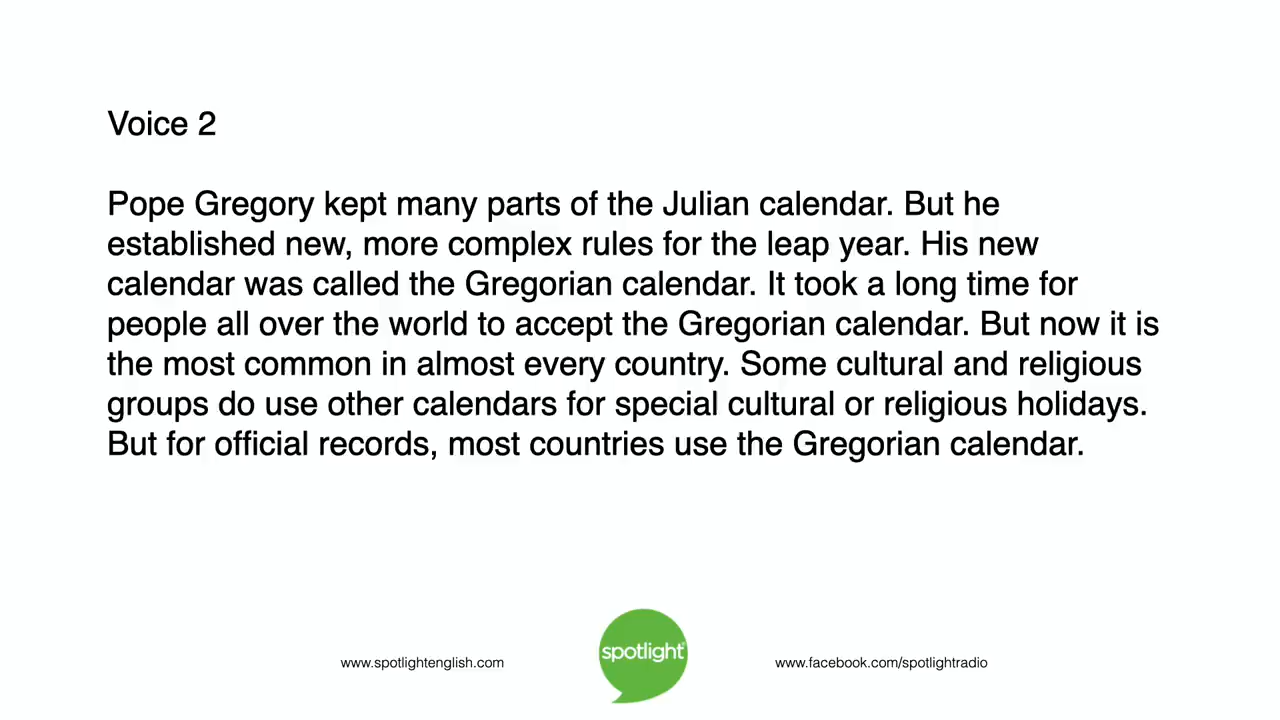 Voice 2
Pope Gregory kept many parts of the Julian calendar. But he
established new, more complex rules for the leap year. His new
calendar was called the Gregorian calendar. It took a long time for
people all over the world to accept the Gregorian calendar. But now it is
the most common in almost every country. Some cultural and religious
groups do use other calendars for special cultural or religious holidays.
But for official records, most countries use the Gregorian calendar.
spotlight
www.spotlightenglish.com
www.facebook.com/spotlightradio